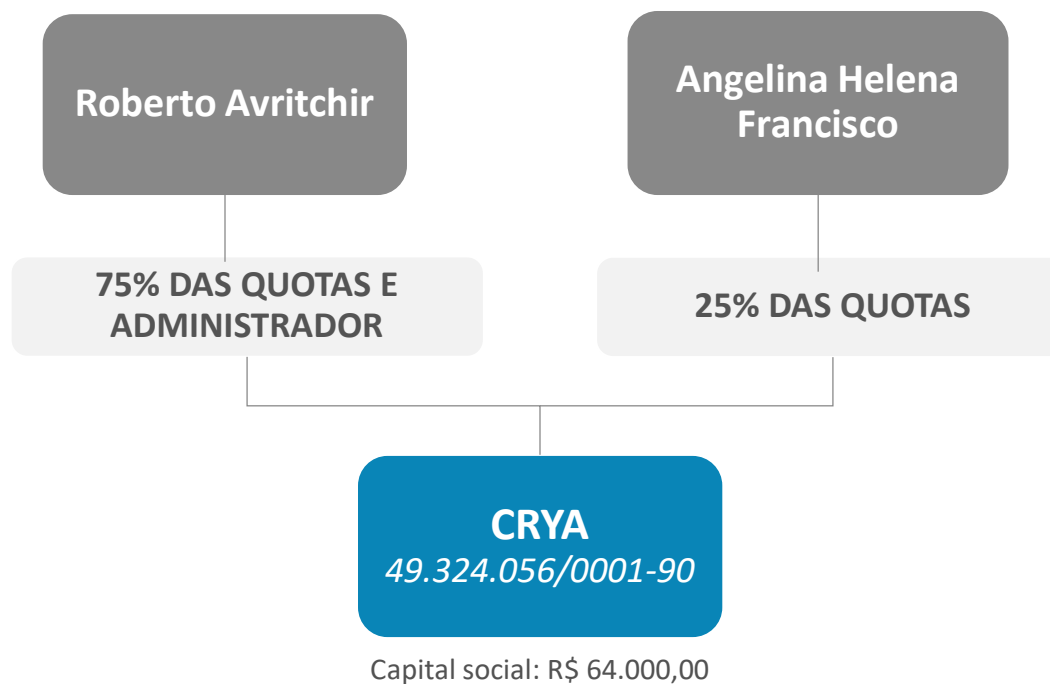 Roberto Avritchir
Angelina Helena
Francisco
75% DAS QUOTAS E
ADMINISTRADOR
25% DAS QUOTAS
CRYA
49.324.056/0001-90
Capital social: R$ 64.000,00